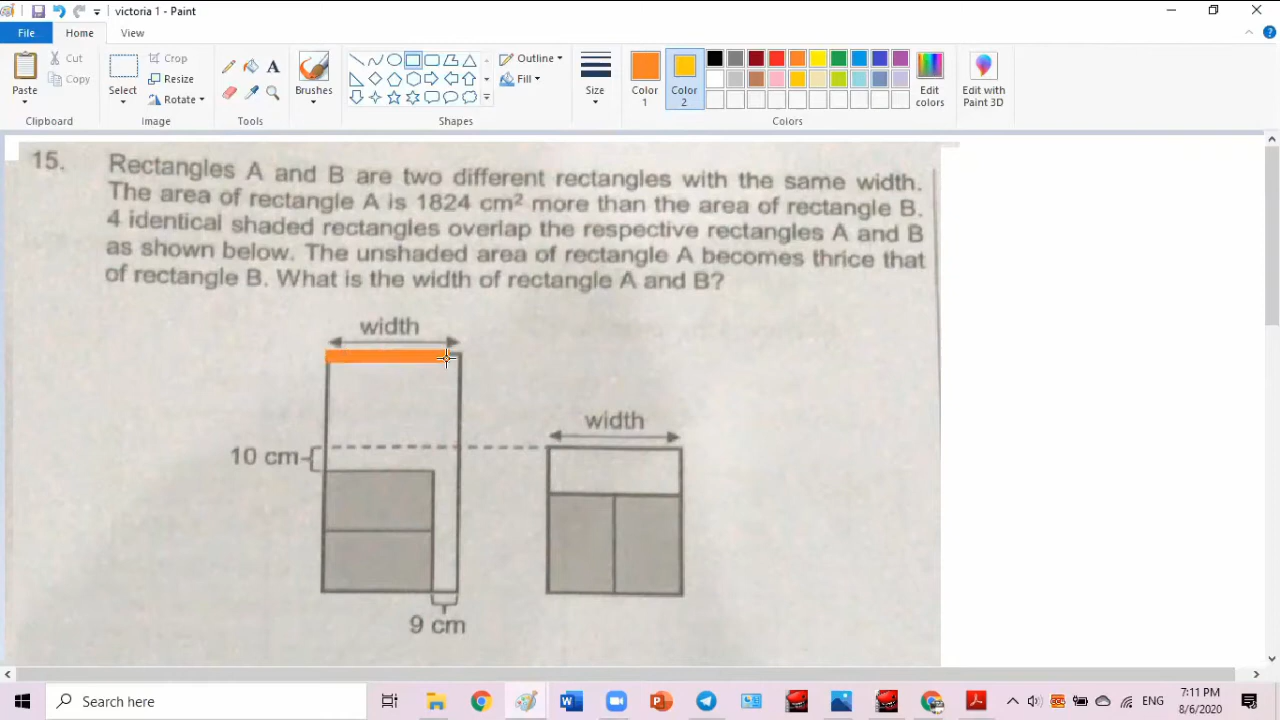 victoria 1 - Paint
File
Home
View
Paste
Cut
Copy
Clipboard
Select
Crop
Resize
Rotate
Image
A
Tools
Brushes
Outline
Fill
Shapes
Size
Color 1
Color 2
Colors
Edit colors
Edit with Paint 3D
15. Rectangles A and B are two different rectangles with the same width.
The area of rectangle A is 1824 cm² more than the area of rectangle B.
4 identical shaded rectangles overlap the respective rectangles A and B
as shown below. The unshaded area of rectangle A becomes thrice that
of rectangle B. What is the width of rectangle A and B?
width
width
10 cm
9 cm
Search here
ENG
7:11 PM
8/6/2020